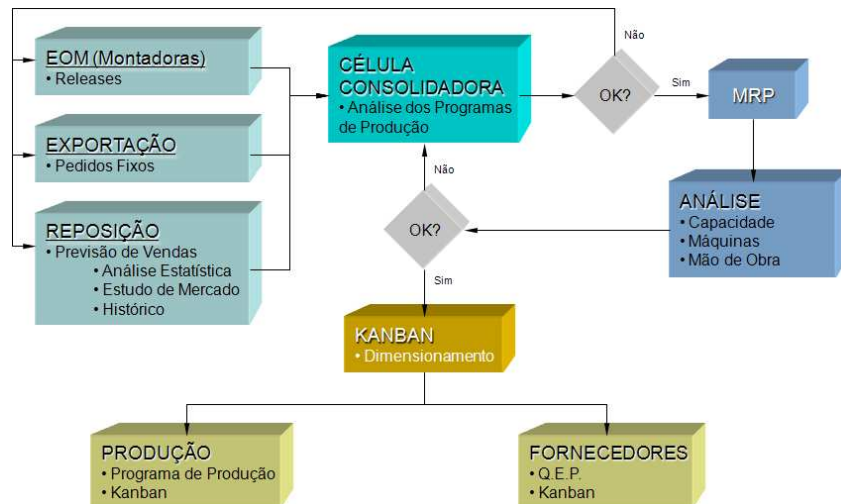 EOM (Montadoras)
• Releases
EXPORTAÇÃO
• Pedidos Fixos
REPOSIÇÃO
• Previsão de Vendas
• Análise Estatística
• Estudo de Mercado
• Histórico
CÉLULA
CONSOLIDADORA
• Análise dos Programas
de Produção
Não
OK?
Sim
MRP
ANÁLISE
• Capacidade
• Máquinas
• Mão de Obra
Não
OK?
Sim
KANBAN
• Dimensionamento
PRODUÇÃO
• Programa de Produção
• Kanban
FORNECEDORES
• Q.E.P.
• Kanban